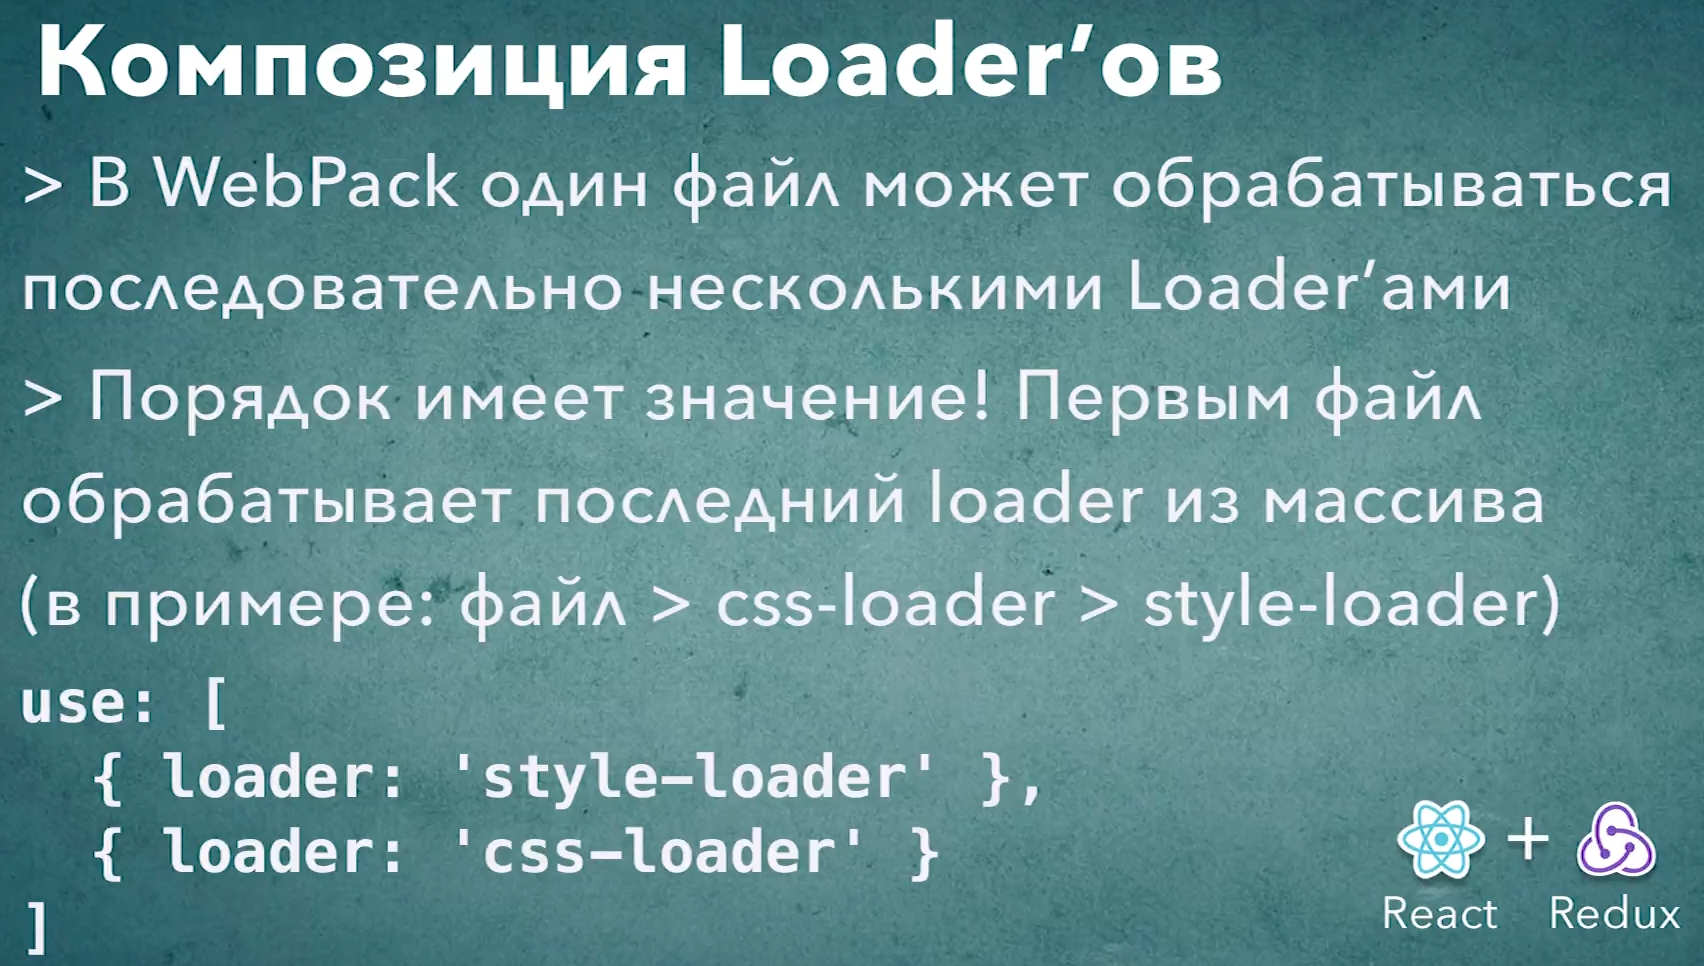 Композиция Loader’ов
> В WebPack один файл может обрабатываться
последовательно несколькими Loader’ами
> Порядок имеет значение! Первым файл
обрабатывает последний loader из массива
(в примере: файл > css-loader > style-loader)
use: [
  { loader: 'style-loader' },
  { loader: 'css-loader' }
]
+
React Redux